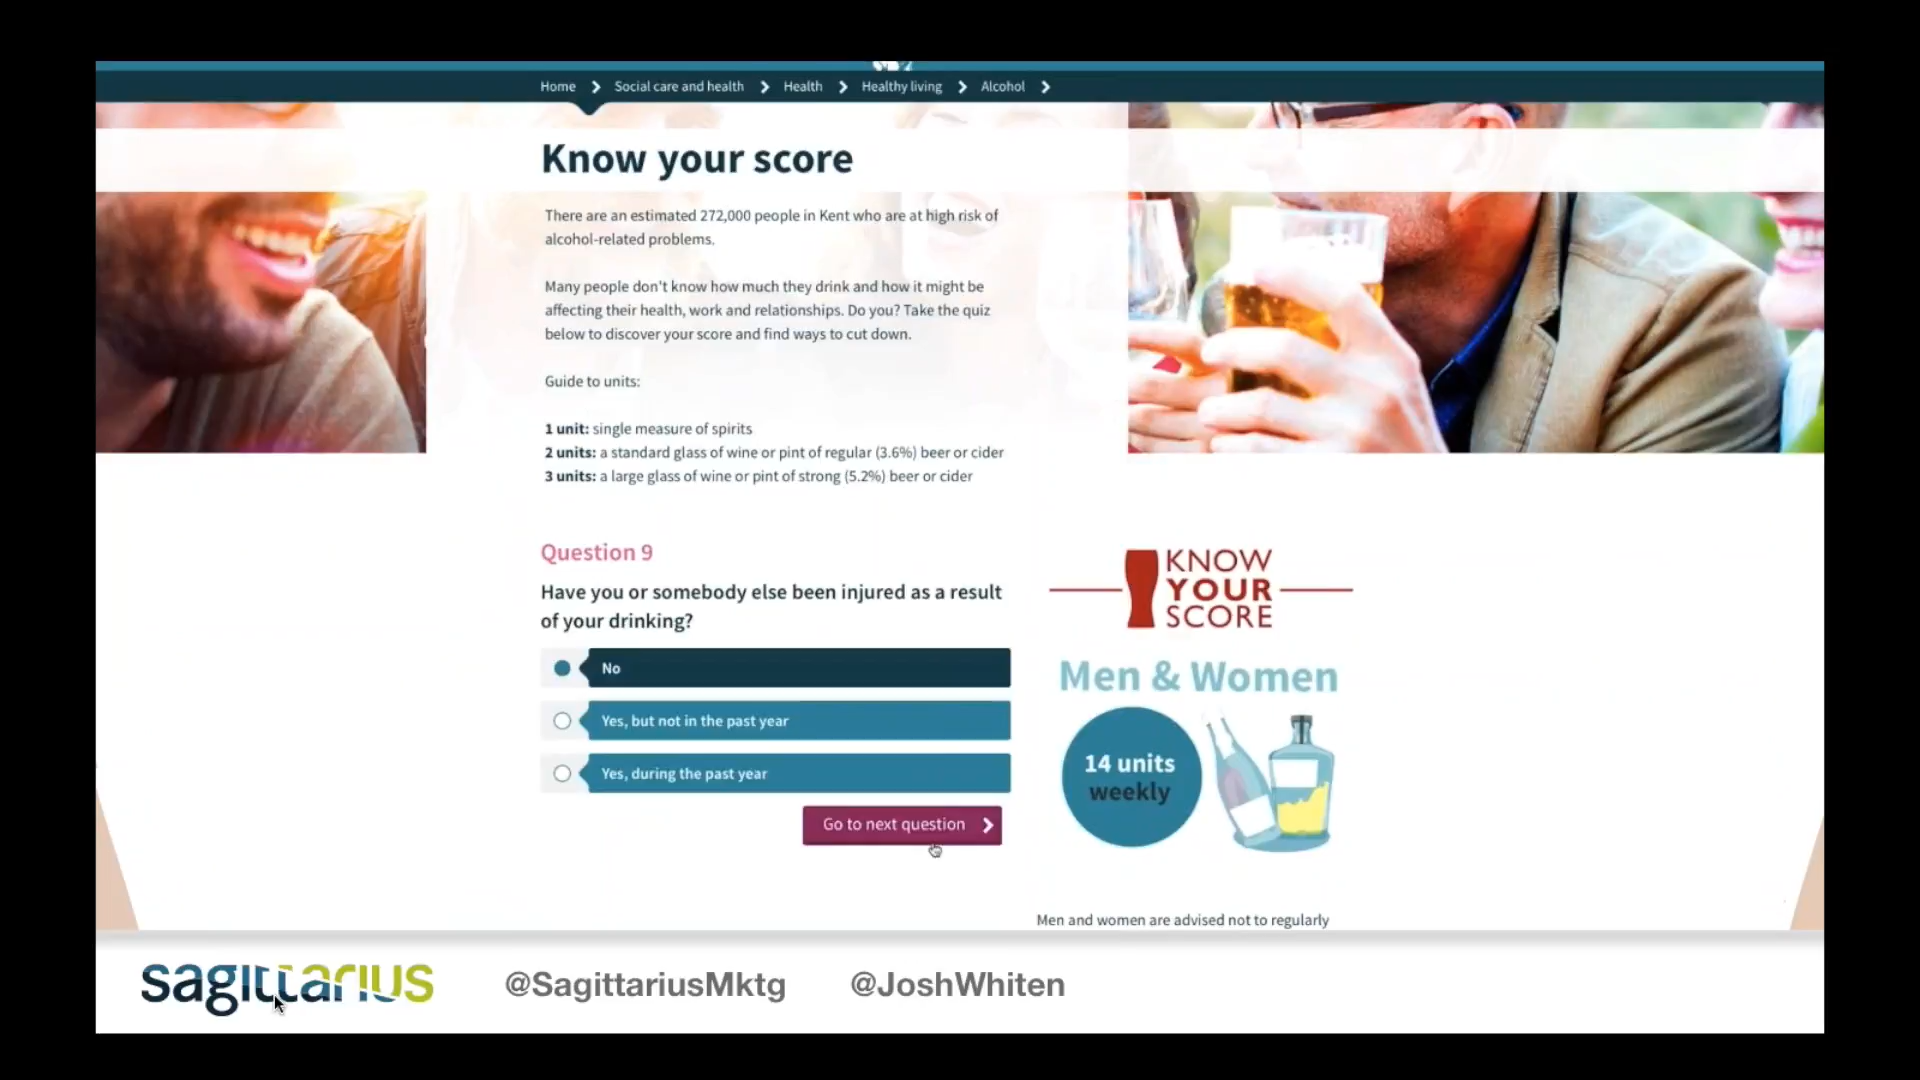 Home Social care and health Health Healthy living Alcohol
Know your score
There are an estimated 272,000 people in Kent who are at high risk of
alcohol-related problems.
Many people don't know how much they drink and how it might be
affecting their health, work and relationships. Do you? Take the quiz
below to discover your score and find ways to cut down.
Guide to units:
1 unit: single measure of spirits
2 units: a standard glass of wine or pint of regular (3.6%) beer or cider
3 units: a large glass of wine or pint of strong (5.2%) beer or cider
Question 9
Have you or somebody else been injured as a result
of your drinking?
No
Yes, but not in the past year
Yes, during the past year
Go to next question
KNOW
YOUR
SCORE
Men & Women
14 units
weekly
Men and women are advised not to regularly
sagittarius @SagittariusMktg @JoshWhiten